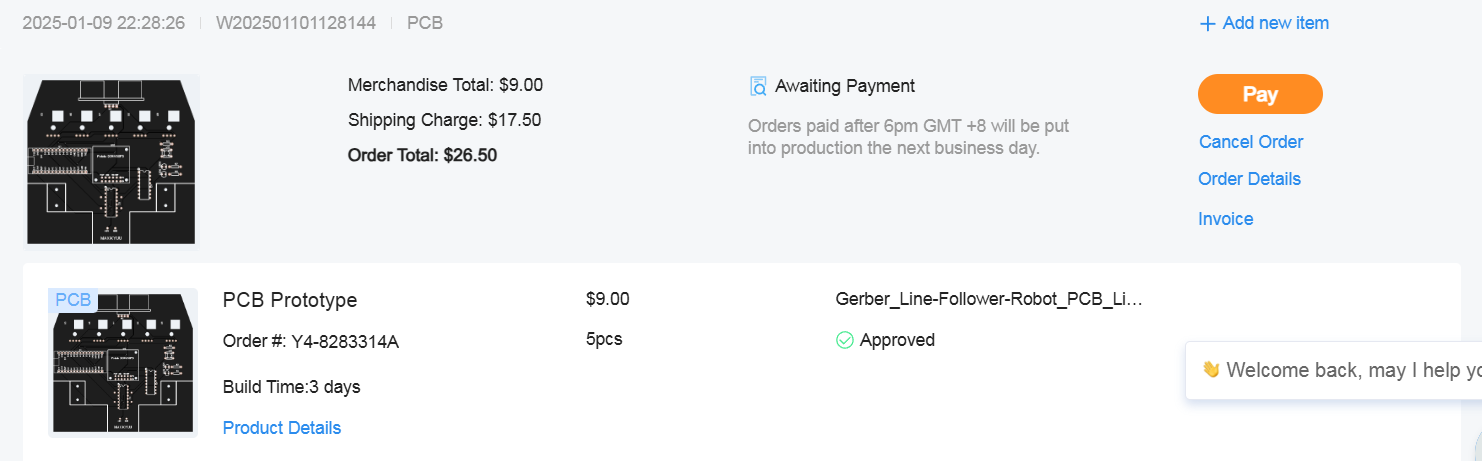 2025-01-09 22:28:26 | W202501101128144 | PCB
+ Add new item
Merchandise Total: $9.00
Shipping Charge: $17.50
Order Total: $26.50
Awaiting Payment
Orders paid after 6pm GMT +8 will be put
into production the next business day.
Pay
Cancel Order
Order Details
Invoice
PCB
PCB Prototype
Order #: Y4-8283314A
Build Time:3 days
Product Details
$9.00
5pcs
Gerber_Line-Follower-Robot_PCB_Li...
Approved
👋 Welcome back, may I help yo